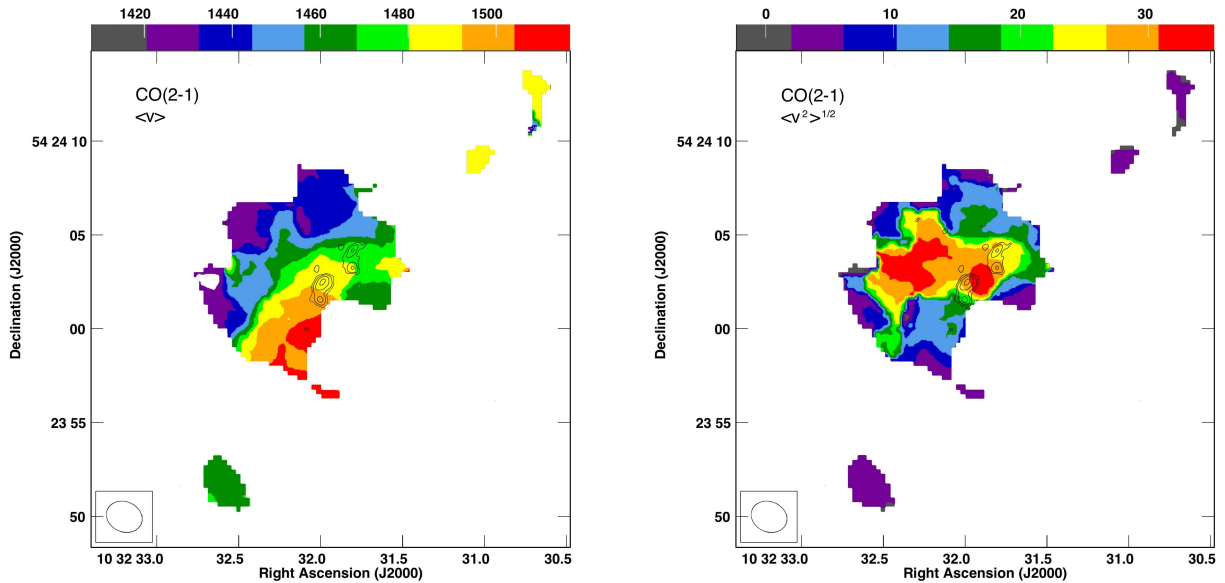 1420 1440 1460 1480 1500
CO(2-1)
<v>
54 24 10
05
00
23 55
50
Declination (J2000)
10 32 33.0 32.5 32.0 31.5 31.0 30.5
Right Ascension (J2000)
0 10 20 30
CO(2-1)
<v²>¹/²
54 24 10
05
00
23 55
50
Declination (J2000)
10 32 33.0 32.5 32.0 31.5 31.0 30.5
Right Ascension (J2000)